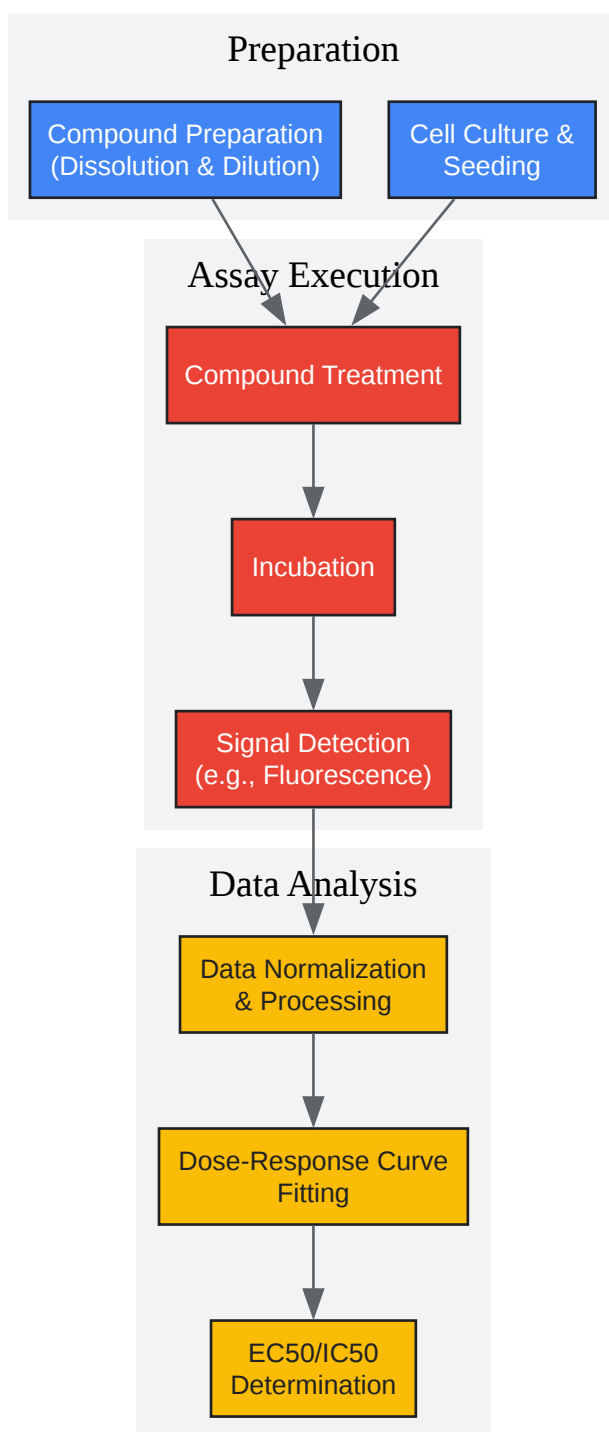 Preparation
Compound Preparation
(Dissolution & Dilution)
Cell Culture &
Seeding
Assay Execution
Compound Treatment
Incubation
Signal Detection
(e.g., Fluorescence)
Data Analysis
Data Normalization
& Processing
Dose-Response Curve
Fitting
EC50/IC50
Determination